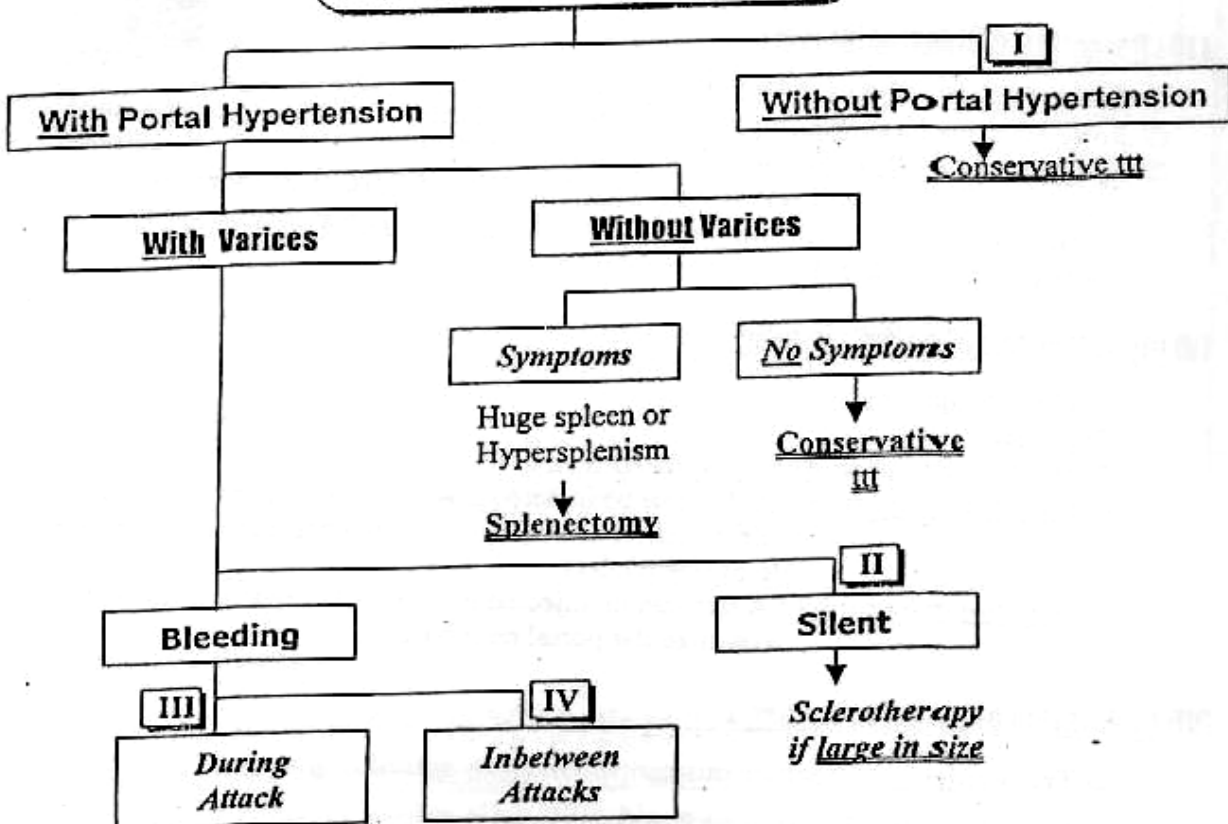 I
With Portal Hypertension
Without Portal Hypertension
Conservative ttt
With Varices
Without Varices
Symptoms
No Symptoms
Huge spleen or
Hypersplenism
Splenectomy
Conservative
ttt
II
Bleeding
Silent
Sclerotherapy
if large in size
III
IV
During
Attack
Inbetween
Attacks